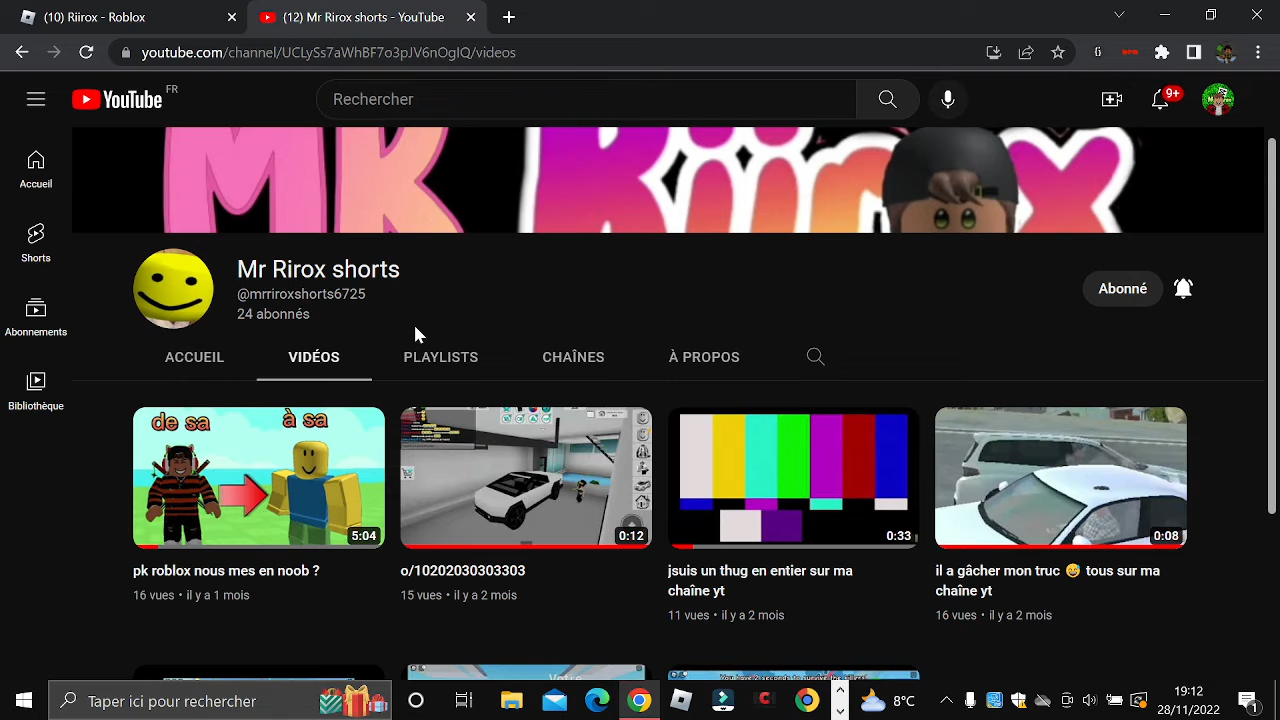 (10) Riirox - Roblox
(12) Mr Rirox shorts - YouTube
youtube.com/channel/UCLySs7aWhBF7o3pJV6nOgIQ/videos
YouTube FR
Rechercher
9+
MR Riirox
Accueil
Shorts
Abonnements
Bibliothèque
Mr Rirox shorts
@mrriroxshorts6725
24 abonnés
Abonné
ACCUEIL
VIDÉOS
PLAYLISTS
CHAÎNES
À PROPOS
de sa
à sa
5:04
0:12
0:33
0:08
pk roblox nous mes en noob ?
16 vues • il y a 1 mois
o/10202030303303
15 vues • il y a 2 mois
jsuis un thug en entier sur ma
chaîne yt
11 vues • il y a 2 mois
il a gâcher mon truc 😅 tous sur ma
chaîne yt
16 vues • il y a 2 mois
Votre
Taper ici pour rechercher
8°C
19:12
28/11/2022
1